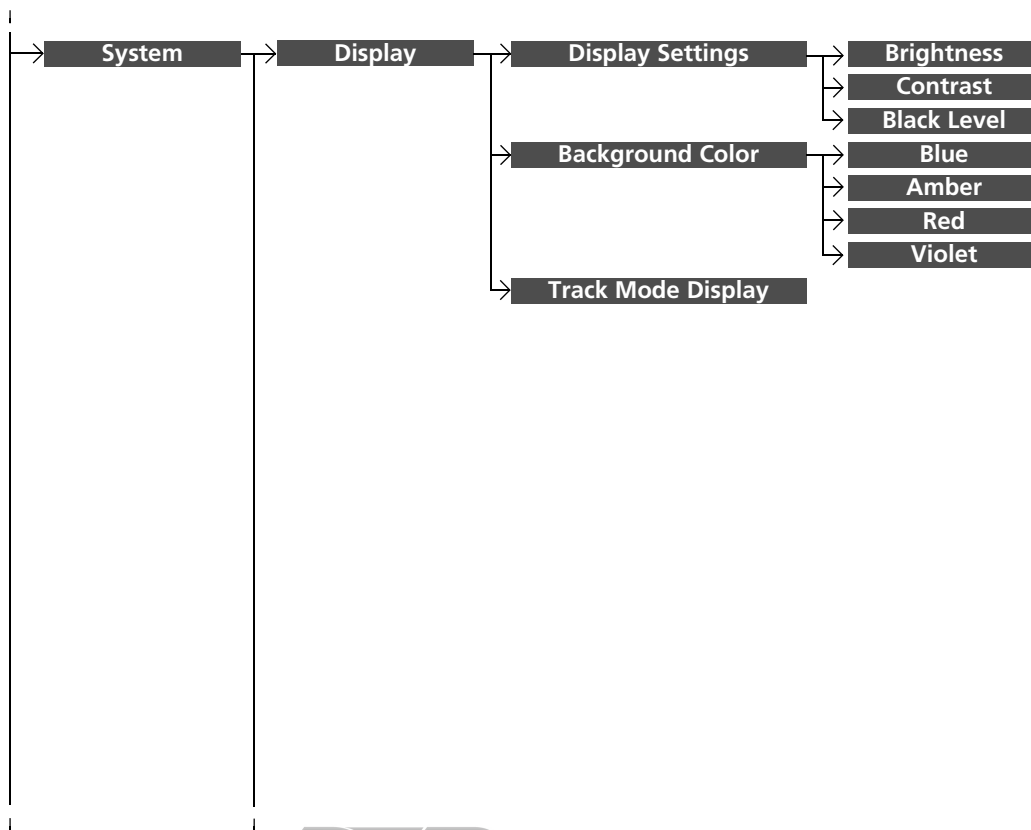 System
Display
Display Settings
Brightness
Contrast
Black Level
Background Color
Blue
Amber
Red
Violet
Track Mode Display